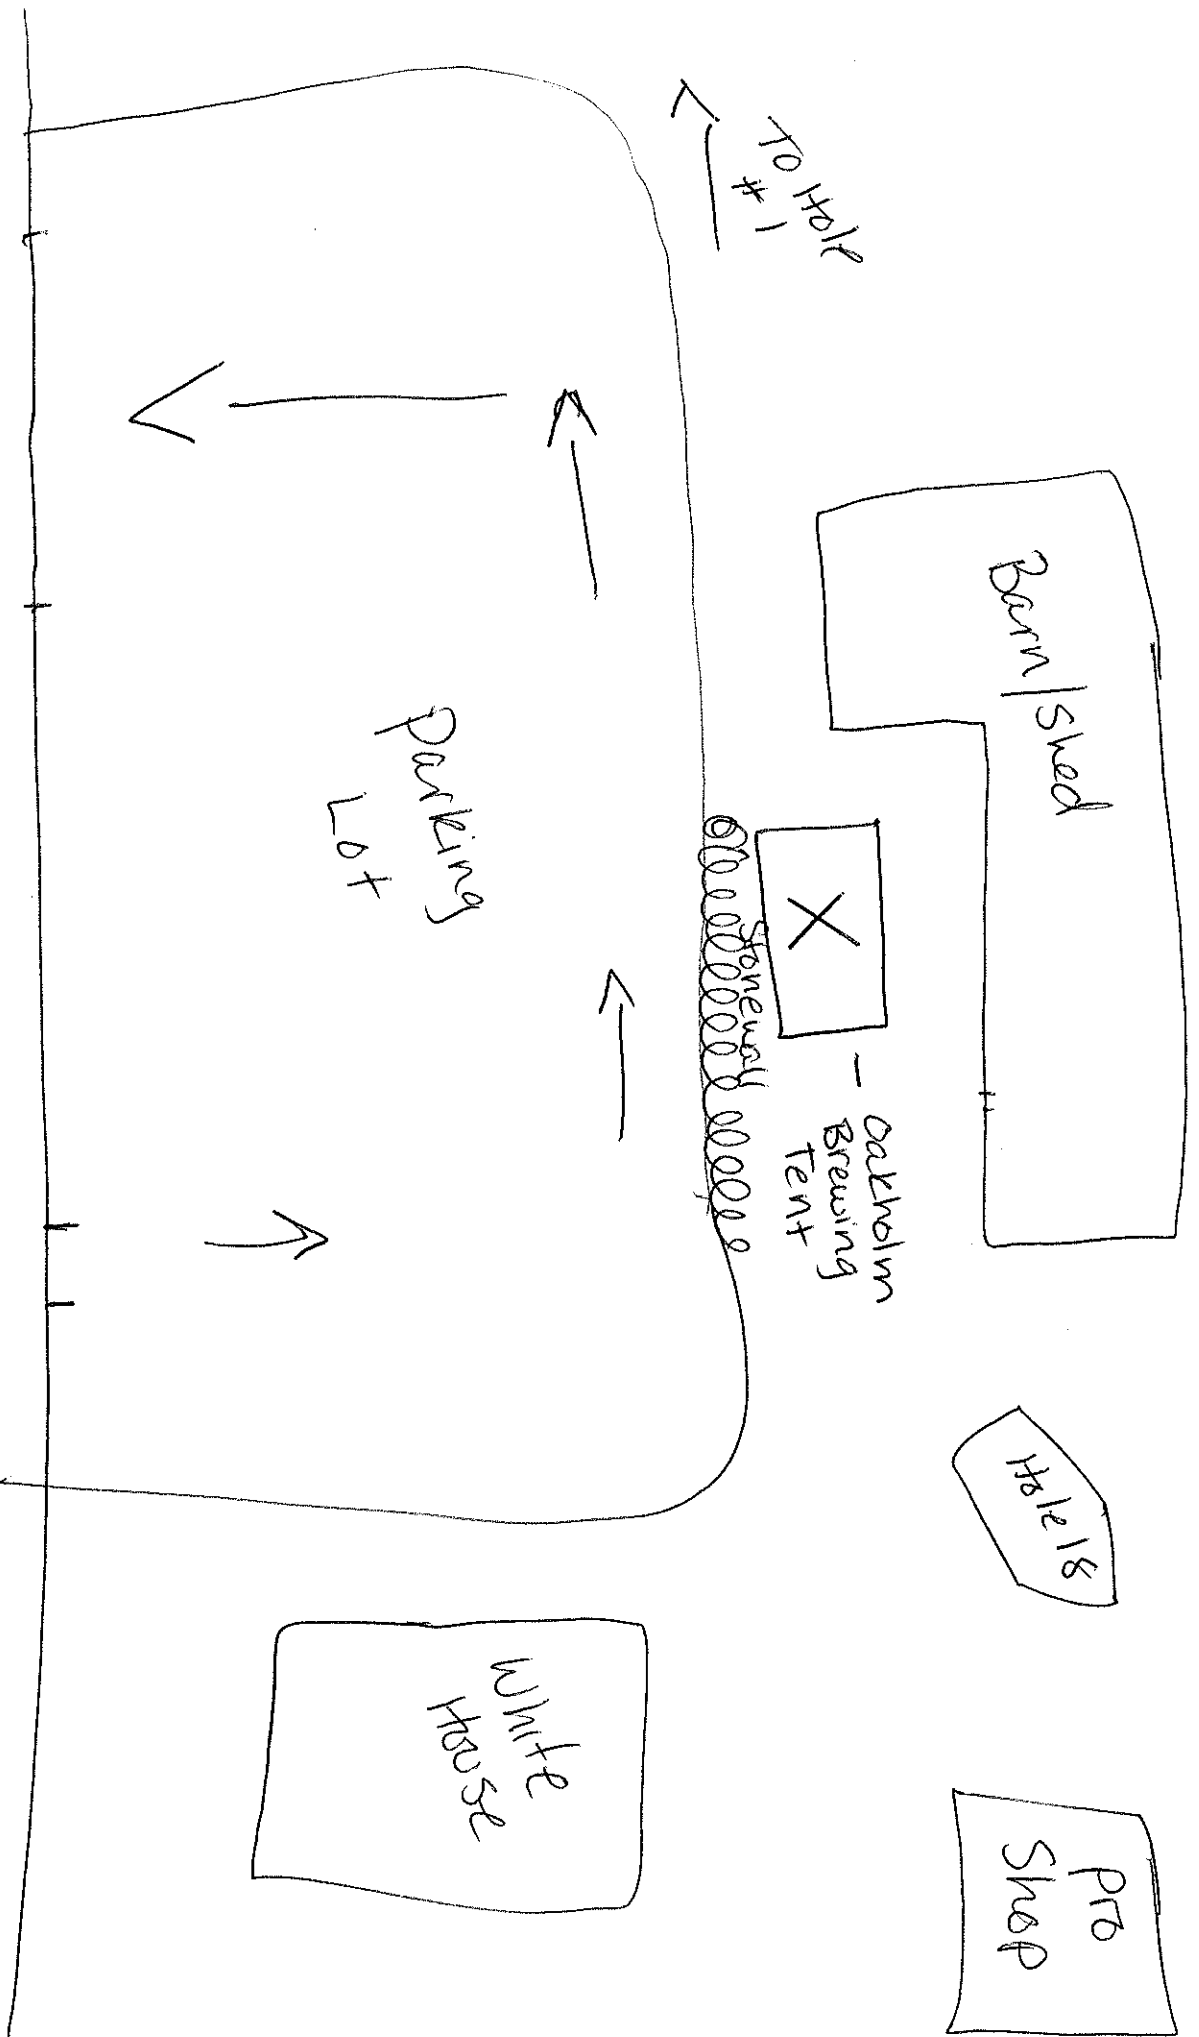 To Hole
# 1
Barn/shed
Parking
Lot
Stonewall
X
- Oakholm
Brewing
Tent
Hole 18
White
House
Pro
Shop